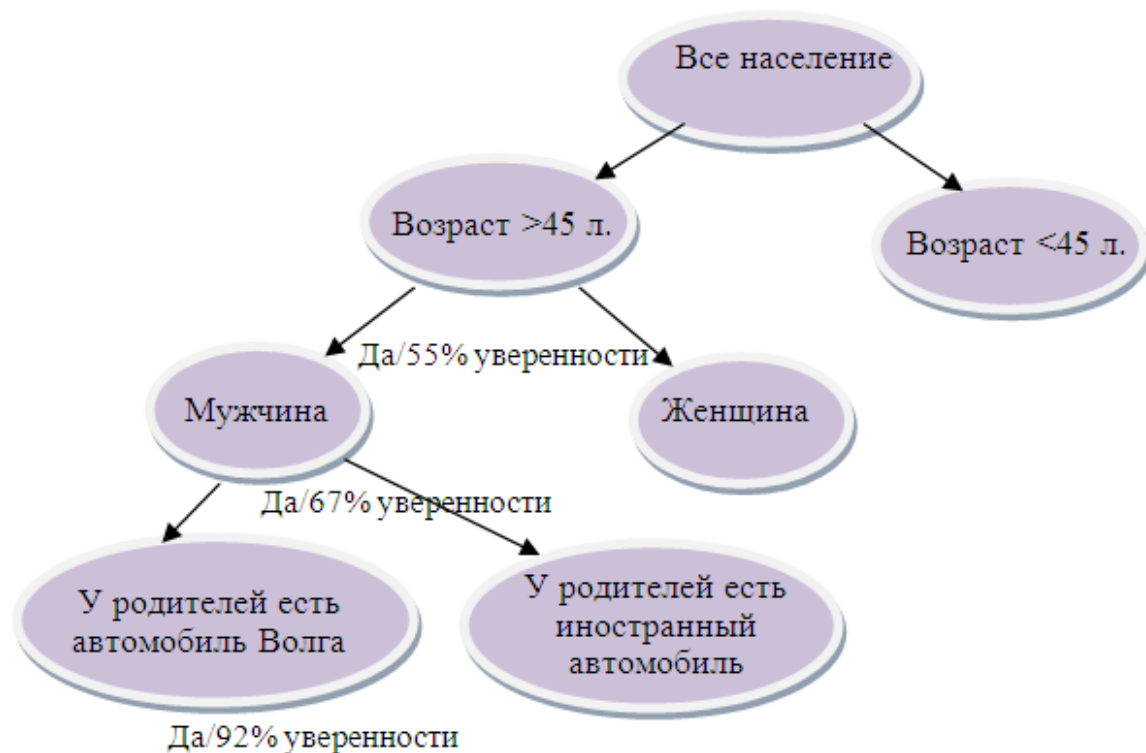 Все население
Возраст >45 л.
Возраст <45 л.
Да/55% уверенности
Мужчина
Женщина
Да/67% уверенности
У родителей есть
автомобиль Волга
У родителей есть
иностранный
автомобиль
Да/92% уверенности